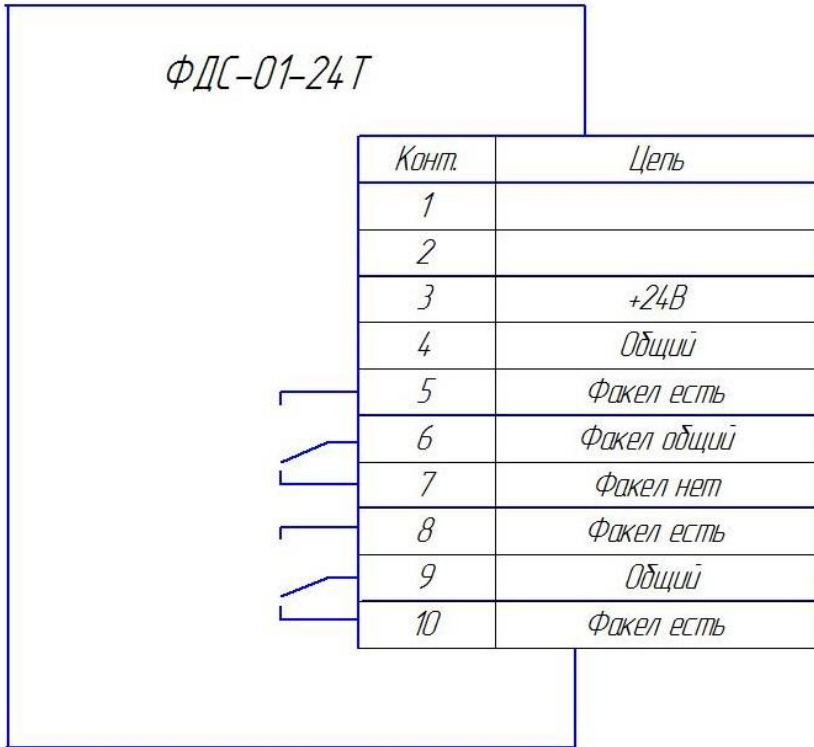 ФДС-01-24Т
Конт. Цепь
1
2
3 +24В
4 Общий
5 Факел есть
6 Факел общий
7 Факел нет
8 Факел есть
9 Общий
10 Факел есть